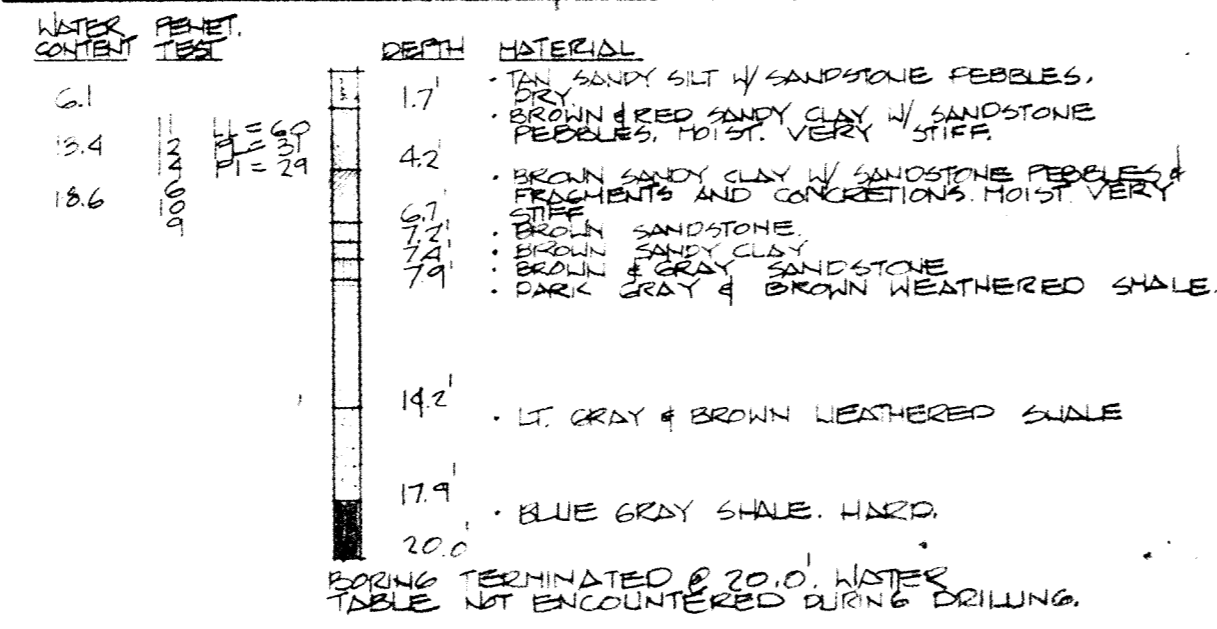 WATER PENET.
CONTENT TEST DEPTH MATERIAL
· TAN SANDY SILT W/ SANDSTONE PEBBLES.
6.1 1.7' DRY.
· BROWN & RED SANDY CLAY W/ SANDSTONE
11 LL = 60 PEBBLES, MOIST. VERY STIFF.
13.4 12 PL = 31
4.2'
PI = 29
· BROWN SANDY CLAY W/ SANDSTONE PEBBLES &
18.6 6 FRAGMENTS AND CONCRETIONS. MOIST VERY
10 6.7' STIFF
9 7.2' · BROWN SANDSTONE.
7.4' · BROWN SANDY CLAY
7.9' · BROWN & GRAY SANDSTONE
· DARK GRAY & BROWN WEATHERED SHALE.
14.2'
· LT. GRAY & BROWN WEATHERED SHALE
17.9'
· BLUE GRAY SHALE. HARD.
20.0'
BORING TERMINATED @ 20.0'. WATER
TABLE NOT ENCOUNTERED DURING DRILLING.